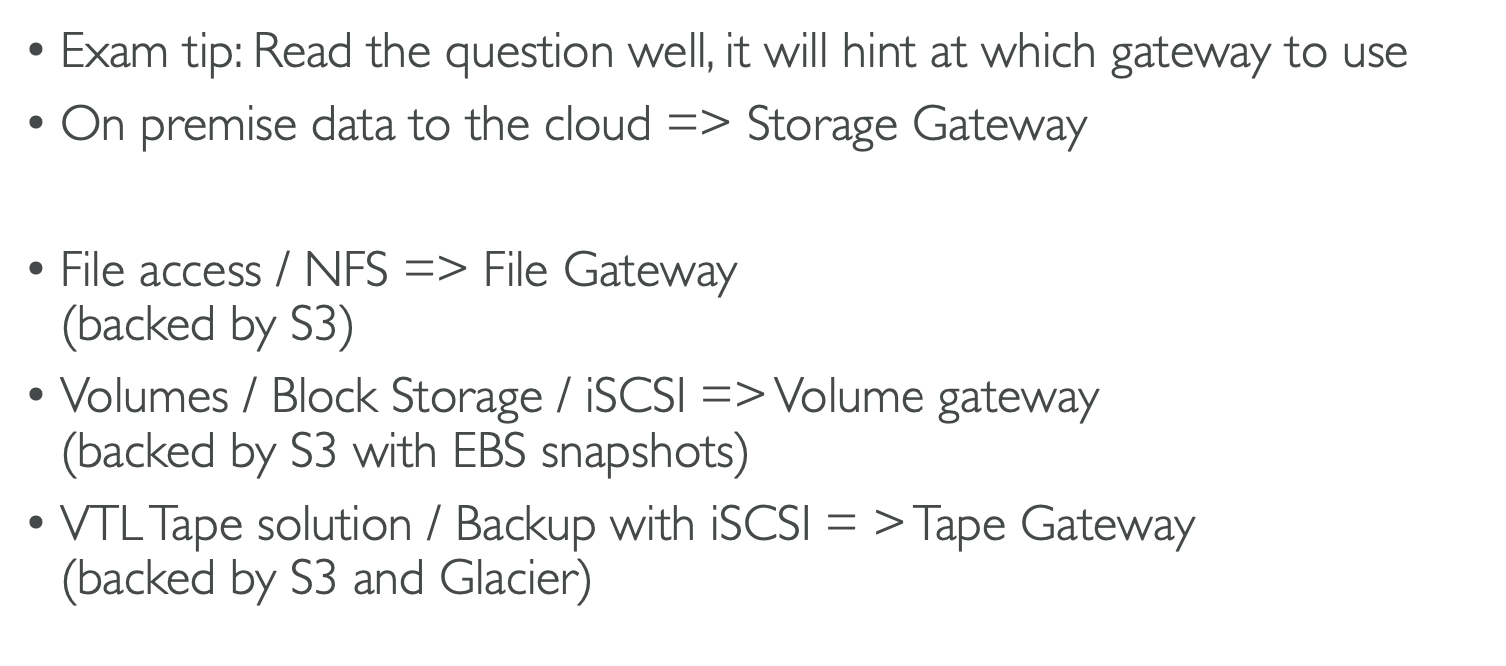 • Exam tip: Read the question well, it will hint at which gateway to use
• On premise data to the cloud => Storage Gateway
• File access / NFS => File Gateway
(backed by S3)
• Volumes / Block Storage / iSCSI => Volume gateway
(backed by S3 with EBS snapshots)
• VTL Tape solution / Backup with iSCSI = > Tape Gateway
(backed by S3 and Glacier)